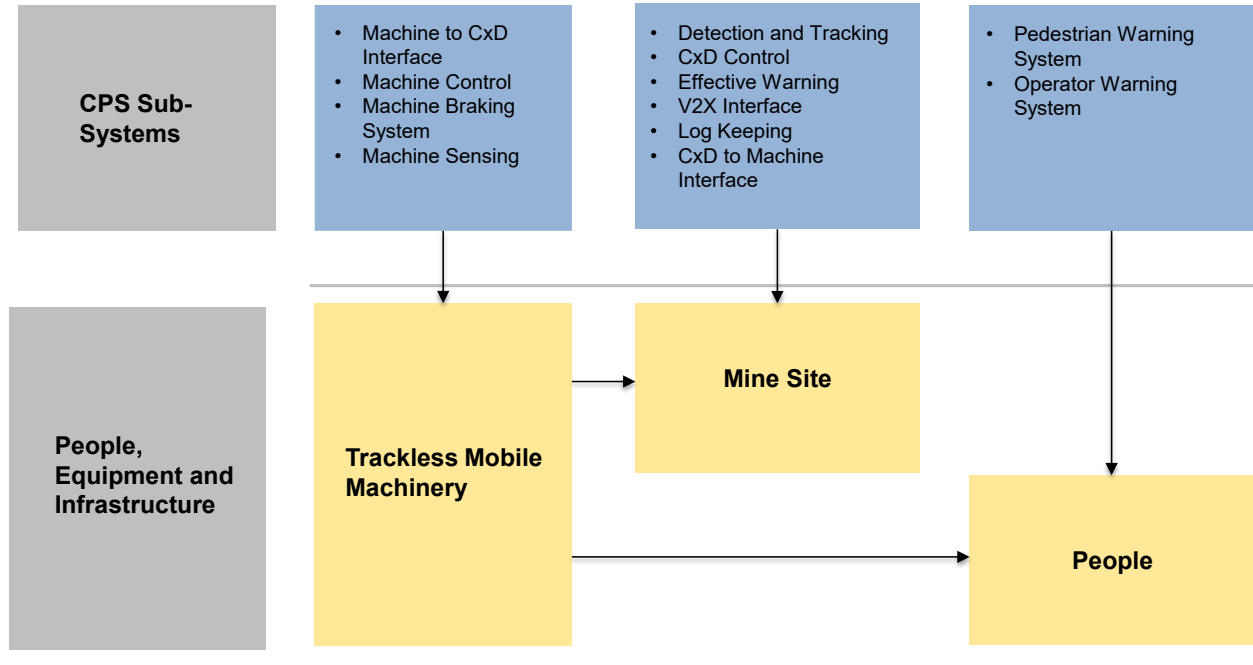 CPS Sub-
Systems
• Machine to CxD
Interface
• Machine Control
• Machine Braking
System
• Machine Sensing
• Detection and Tracking
• CxD Control
• Effective Warning
• V2X Interface
• Log Keeping
• CxD to Machine
Interface
• Pedestrian Warning
System
• Operator Warning
System
People,
Equipment and
Infrastructure
Trackless Mobile
Machinery
Mine Site
People